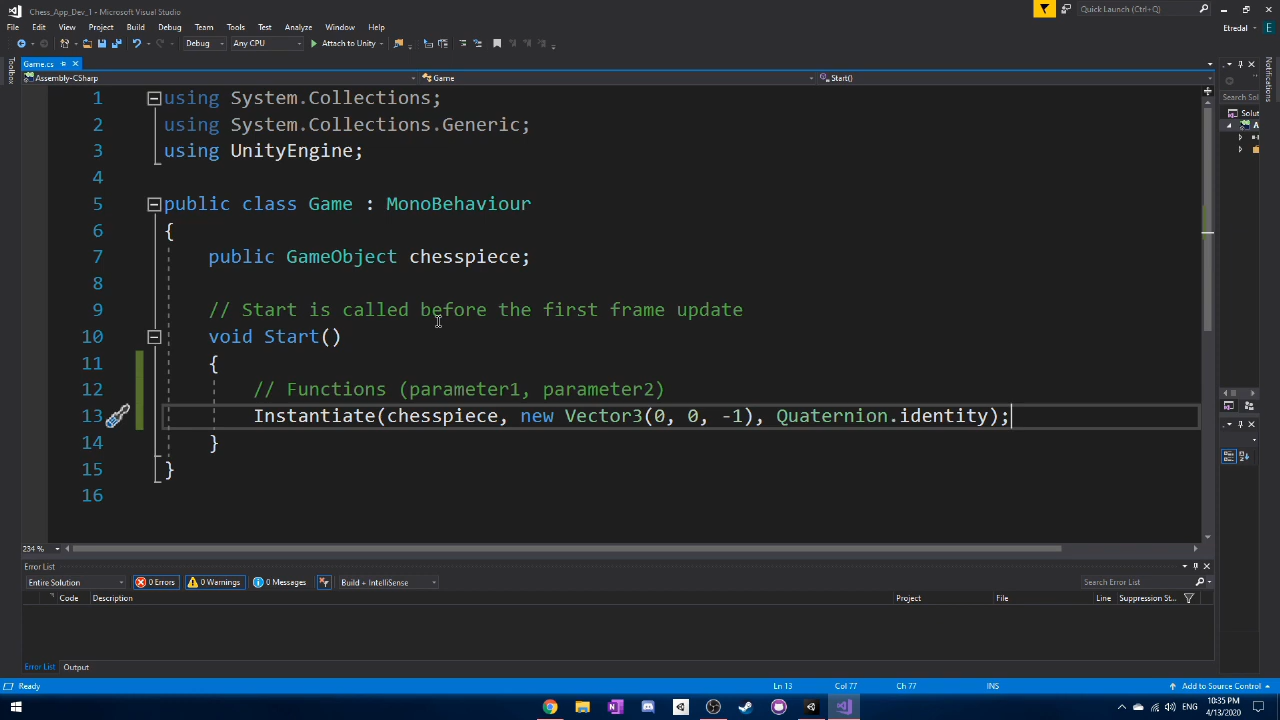 Chess_App_Dev_1 - Microsoft Visual Studio
Quick Launch (Ctrl+Q)
File Edit View Project Build Debug Team Tools Test Analyze Window Help
Etredal E
Debug Any CPU Attach to Unity
Game.cs
Assembly-CSharp Game Start()
Toolbox
Notifications
1 using System.Collections;
2 using System.Collections.Generic;
3 using UnityEngine;
4
5 public class Game : MonoBehaviour
6 {
7 public GameObject chesspiece;
8
9 // Start is called before the first frame update
10 void Start()
11 {
12 // Functions (parameter1, parameter2)
13 Instantiate(chesspiece, new Vector3(0, 0, -1), Quaternion.identity);
14 }
15 }
16
Search So
Solut
A
234 %
Error List
Entire Solution 0 Errors 0 Warnings 0 Messages Build + IntelliSense Search Error List
Code Description Project File Line Suppression St...
Error List Output
Ready Ln 13 Col 77 Ch 77 INS Add to Source Control
ENG 10:35 PM
4/13/2020